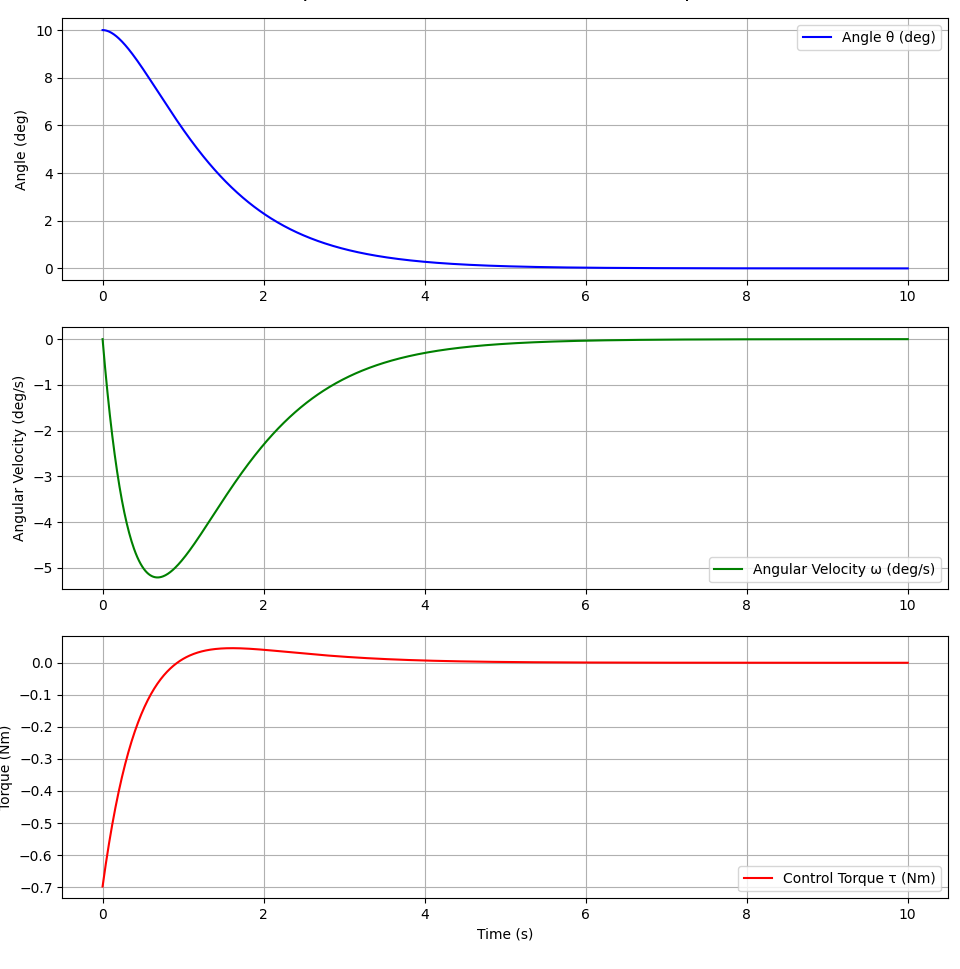 Angle θ (deg)
10
8
6
4
2
0
Angle (deg)
0 2 4 6 8 10
0
−1
−2
−3
−4
−5
Angular Velocity (deg/s)
Angular Velocity ω (deg/s)
0 2 4 6 8 10
0.0
−0.1
−0.2
−0.3
−0.4
−0.5
−0.6
−0.7
Torque (Nm)
Control Torque τ (Nm)
0 2 4 6 8 10
Time (s)